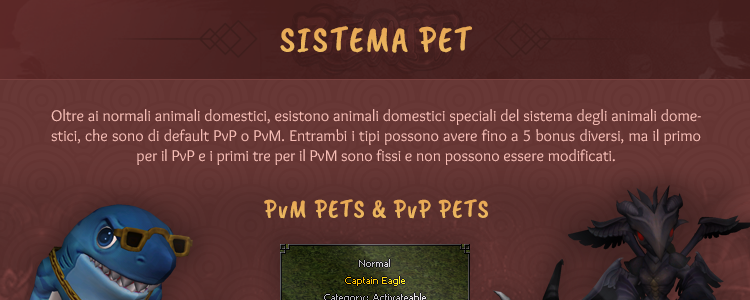 SISTEMA PET
Oltre ai normali animali domestici, esistono animali domestici speciali del sistema degli animali dome-
stici, che sono di default PvP o PvM. Entrambi i tipi possono avere fino a 5 bonus diversi, ma il primo
per il PvP e i primi tre per il PvM sono fissi e non possono essere modificati.
PvM PETS & PvP PETS
Normal
Captain Eagle
Category: Activateable